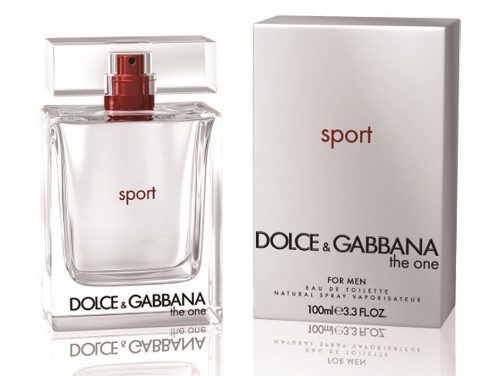 sport
DOLCE & GABBANA
the one
sport
DOLCE & GABBANA
the one
FOR MEN
EAU DE TOILETTE
NATURAL SPRAY VAPORISATEUR
100ml℮3.3 FL.OZ.